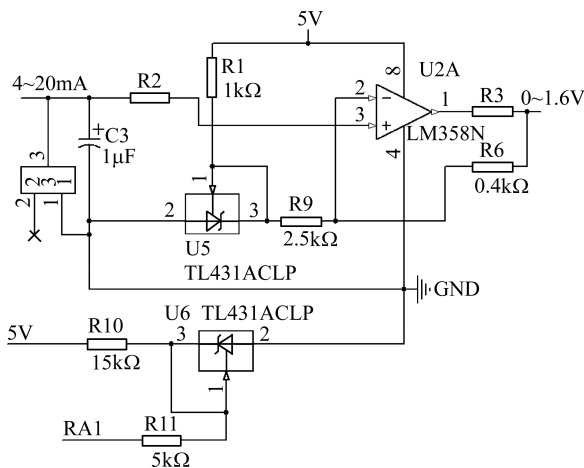 5V
4~20mA
R2
R1
1kΩ
8
U2A
2
1
R3
0~1.6V
3
LM358N
+
C3
1μF
4
R6
0.4kΩ
3
2 3 1
2
1
1
2
3
R9
2.5kΩ
U5
TL431ACLP
GND
U6
TL431ACLP
5V
R10
3
2
15kΩ
1
RA1
R11
5kΩ